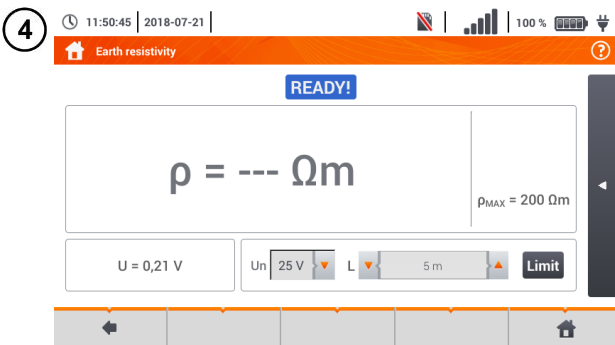 4
11:50:45 2018-07-21 100 %
Earth resistivity
READY!
ρ = --- Ωm
ρMAX = 200 Ωm
U = 0,21 V
Un 25 V L 5 m Limit